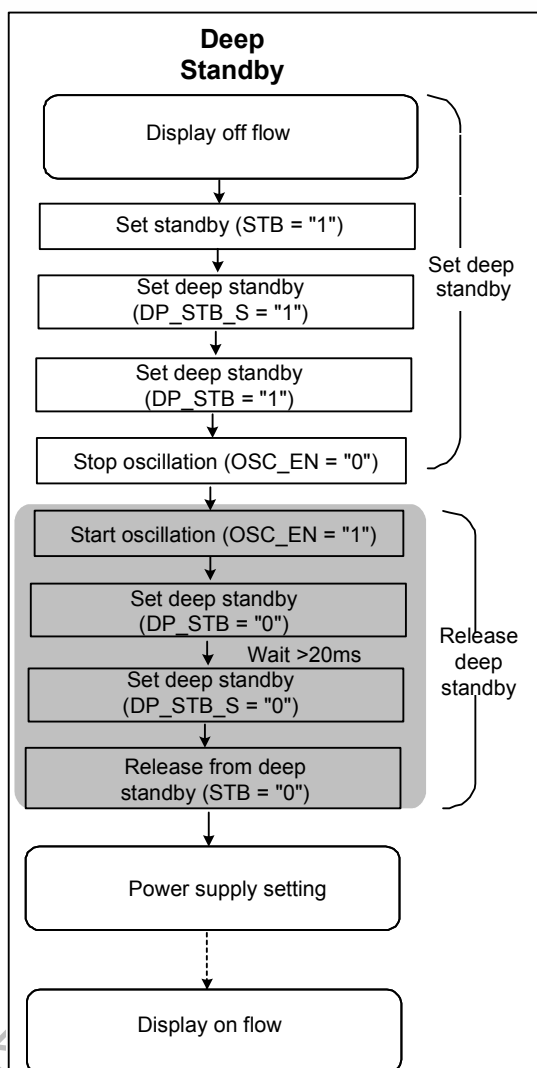 Deep
Standby
Display off flow
Set standby (STB = "1")
Set deep standby
(DP_STB_S = "1")
Set deep standby
(DP_STB = "1")
Stop oscillation (OSC_EN = "0")
Set deep
standby
Start oscillation (OSC_EN = "1")
Set deep standby
(DP_STB = "0")
Wait >20ms
Set deep standby
(DP_STB_S = "0")
Release from deep
standby (STB = "0")
Release
deep
standby
Power supply setting
Display on flow